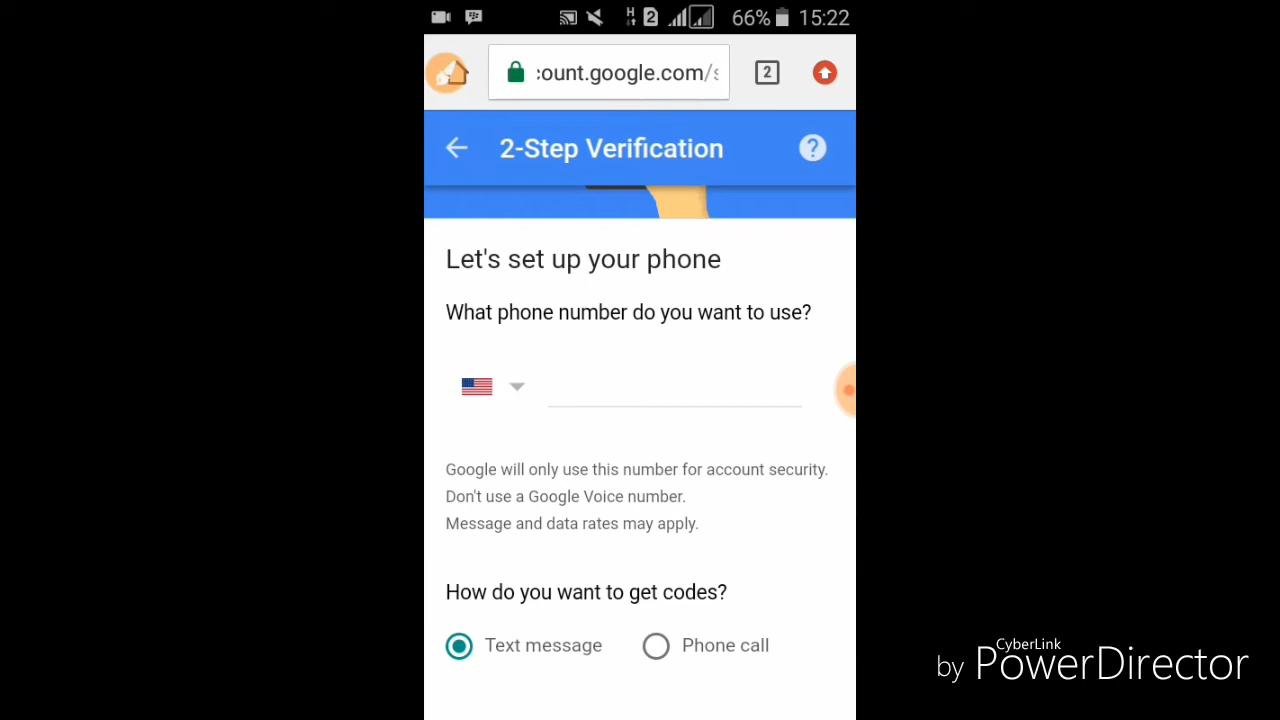 2 66% 15:22
:ount.google.com/s 2
2-Step Verification ?
Let's set up your phone
What phone number do you want to use?
Google will only use this number for account security.
Don't use a Google Voice number.
Message and data rates may apply.
How do you want to get codes?
Text message Phone call
by CyberLink PowerDirector